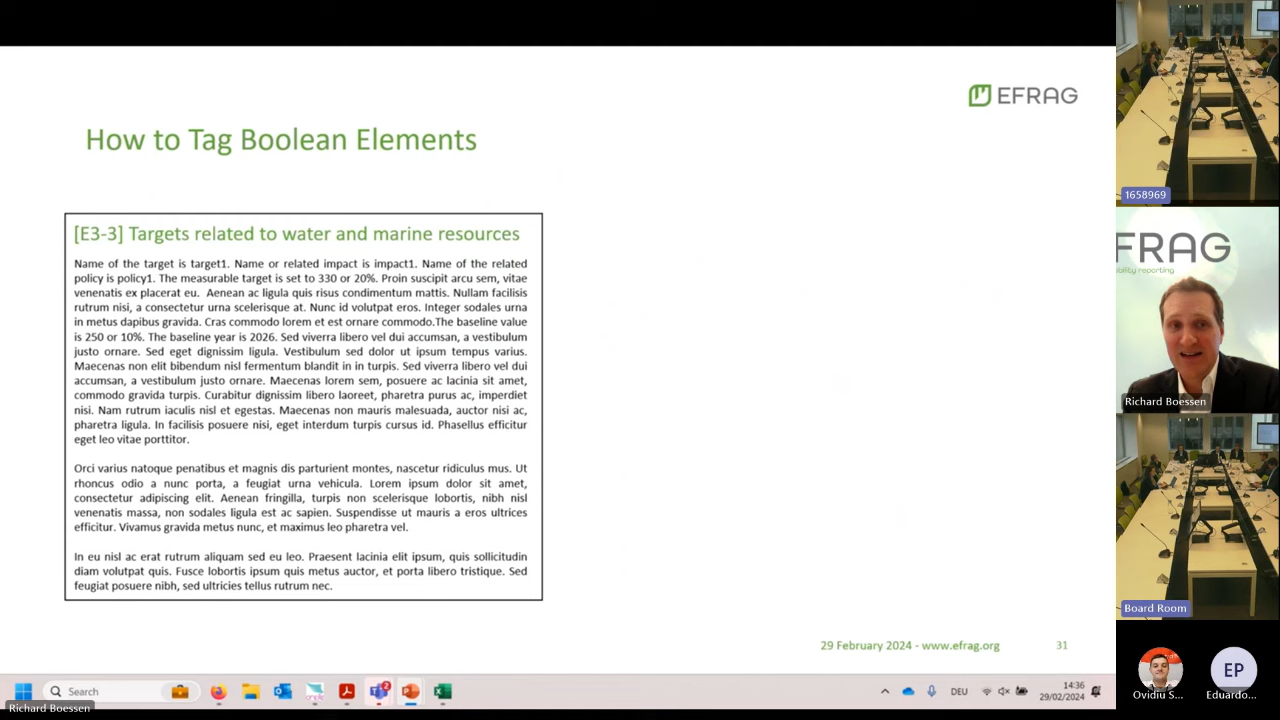 EFRAG
How to Tag Boolean Elements
[E3-3] Targets related to water and marine resources
Name of the target is target1. Name or related impact is impact1. Name of the related
policy is policy1. The measurable target is set to 330 or 20%. Proin suscipit arcu sem, vitae
venenatis ex placerat eu. Aenean ac ligula quis risus condimentum mattis. Nullam facilisis
rutrum nisi, a consectetur urna scelerisque at. Nunc id volutpat eros. Integer sodales urna
in metus dapibus gravida. Cras commodo lorem et est ornare commodo.The baseline value
is 250 or 10%. The baseline year is 2026. Sed viverra libero vel dui accumsan, a vestibulum
justo ornare. Sed eget dignissim ligula. Vestibulum sed dolor ut ipsum tempus varius.
Maecenas non elit bibendum nisl fermentum blandit in in turpis. Sed viverra libero vel dui
accumsan, a vestibulum justo ornare. Maecenas lorem sem, posuere ac lacinia sit amet,
commodo gravida turpis. Curabitur dignissim libero laoreet, pharetra purus ac, imperdiet
nisi. Nam rutrum iaculis nisl et egestas. Maecenas non mauris malesuada, auctor nisi ac,
pharetra ligula. In facilisis posuere nisi, eget interdum turpis cursus id. Phasellus efficitur
eget leo vitae porttitor.
Orci varius natoque penatibus et magnis dis parturient montes, nascetur ridiculus mus. Ut
rhoncus odio a nunc porta, a feugiat urna vehicula. Lorem ipsum dolor sit amet,
consectetur adipiscing elit. Aenean fringilla, turpis non scelerisque lobortis, nibh nisl
venenatis massa, non sodales ligula est ac sapien. Suspendisse ut mauris a eros ultrices
efficitur. Vivamus gravida metus nunc, et maximus leo pharetra vel.
In eu nisl ac erat rutrum aliquam sed eu leo. Praesent lacinia elit ipsum, quis sollicitudin
diam volutpat quis. Fusce lobortis ipsum quis metus auctor, et porta libero tristique. Sed
feugiat posuere nibh, sed ultricies tellus rutrum nec.
29 February 2024 - www.efrag.org
31
Search
DEU
14:36
29/02/2024
Richard Boessen
1658969
FRAG
bility reporting
Richard Boessen
Board Room
EP
Ovidiu S...
Eduardo...